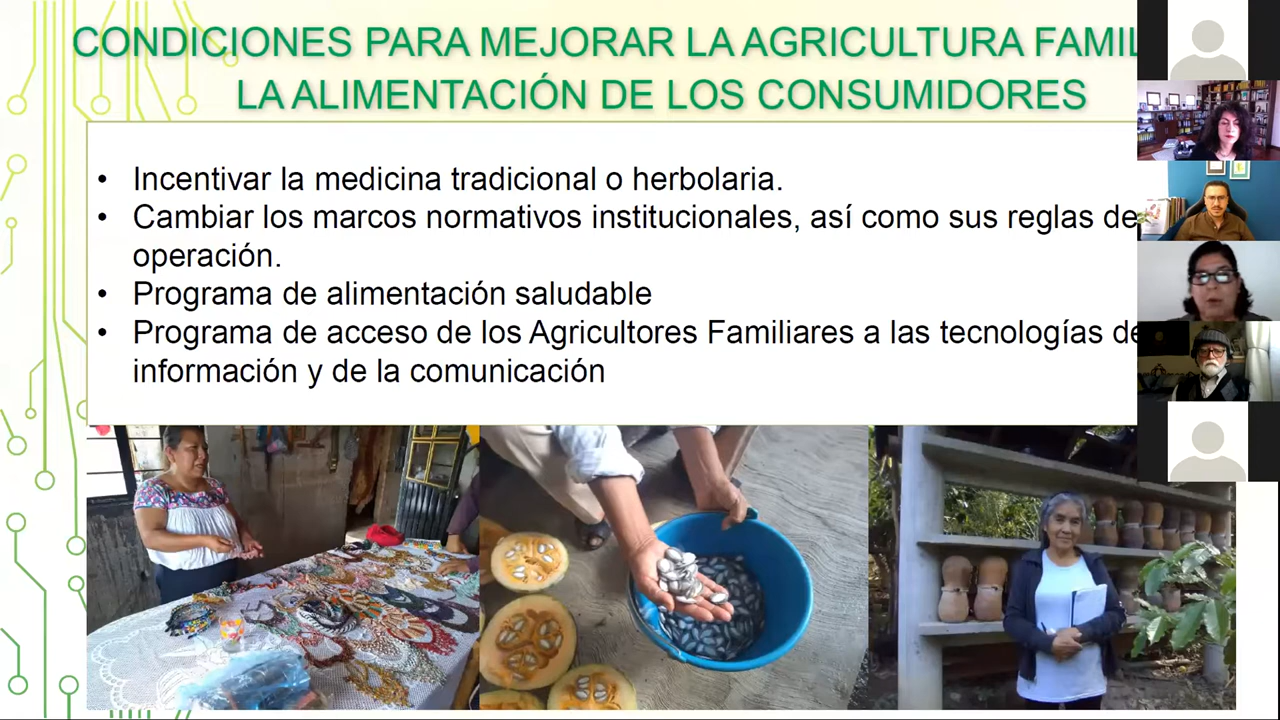 CONDICIONES PARA MEJORAR LA AGRICULTURA
LA ALIMENTACIÓN DE LOS CONSUMIDORES
• Incentivar la medicina tradicional o herbolaria.
• Cambiar los marcos normativos institucionales, así como sus reglas de
operación.
• Programa de alimentación saludable
• Programa de acceso de los Agricultores Familiares a las tecnologías de
información y de la comunicación